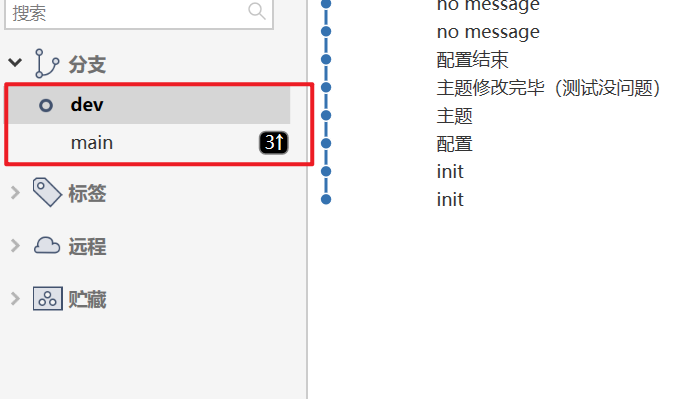 搜索
分支
dev
main 3↑
标签
远程
贮藏
no message
no message
配置结束
主题修改完毕（测试没问题）
主题
配置
init
init